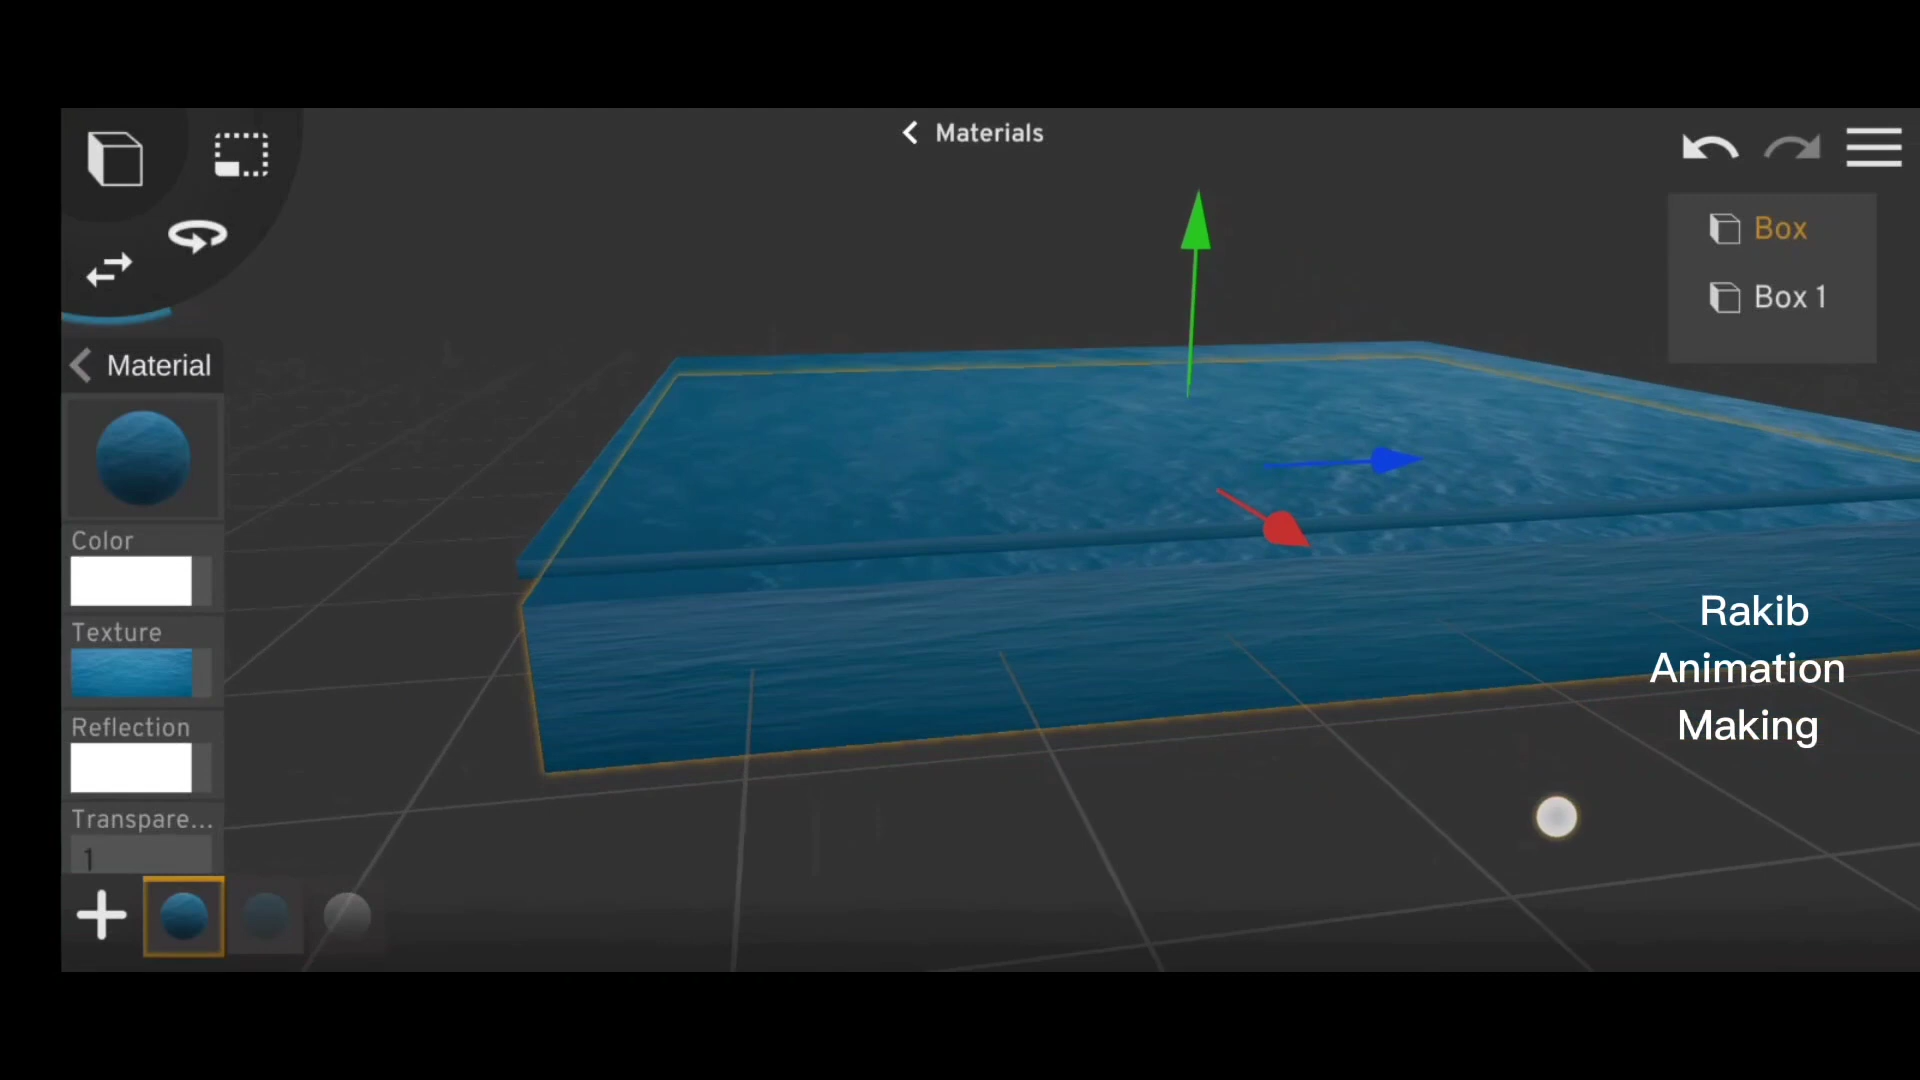 Materials
Box
Box 1
Material
Color
Texture
Reflection
Transpare...
1
Rakib
Animation
Making